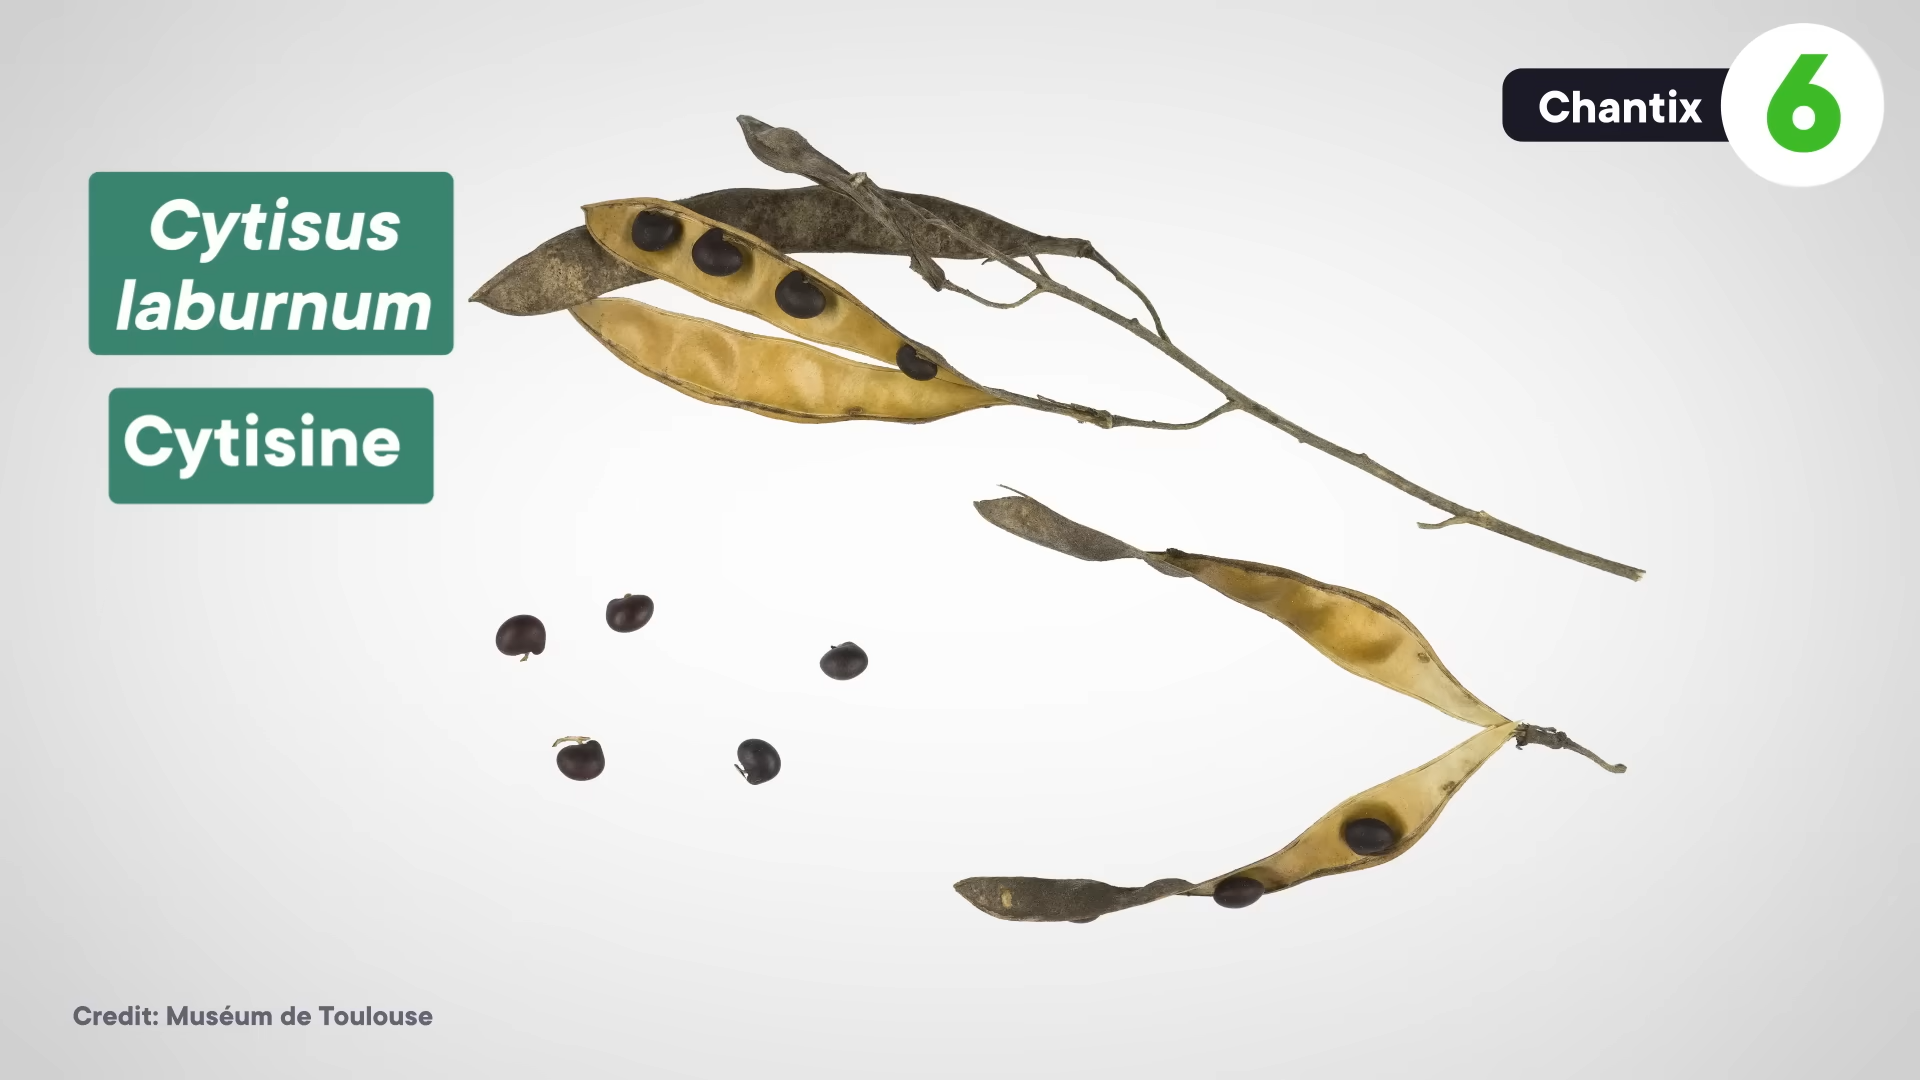 Chantix 6
Cytisus
laburnum
Cytisine
Credit: Muséum de Toulouse